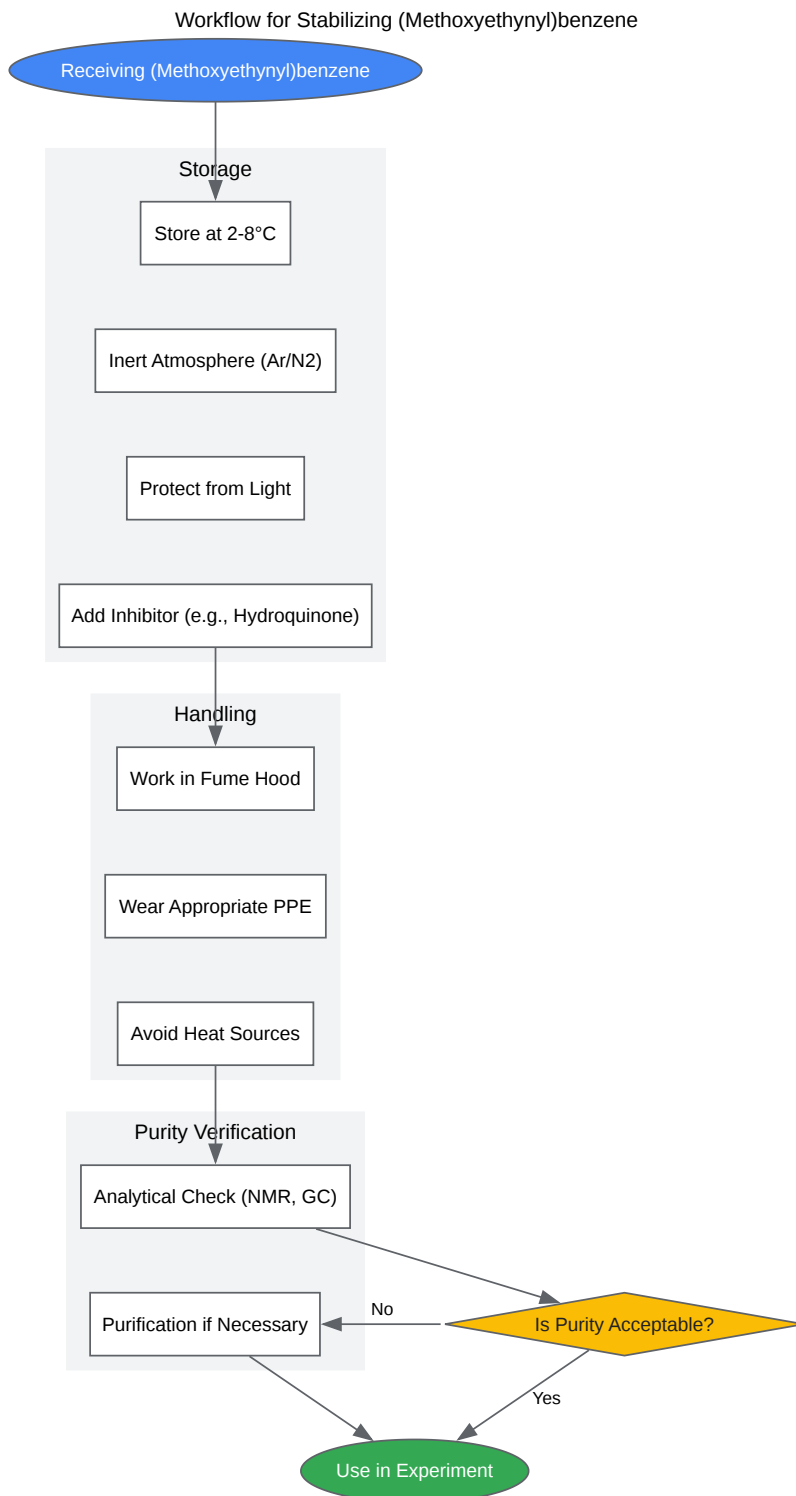 Workflow for Stabilizing (Methoxyethynyl)benzene
Receiving (Methoxyethynyl)benzene
Storage
Store at 2-8°C
Inert Atmosphere (Ar/N2)
Protect from Light
Add Inhibitor (e.g., Hydroquinone)
Handling
Work in Fume Hood
Wear Appropriate PPE
Avoid Heat Sources
Purity Verification
Analytical Check (NMR, GC)
Purification if Necessary
No
Is Purity Acceptable?
Yes
Use in Experiment